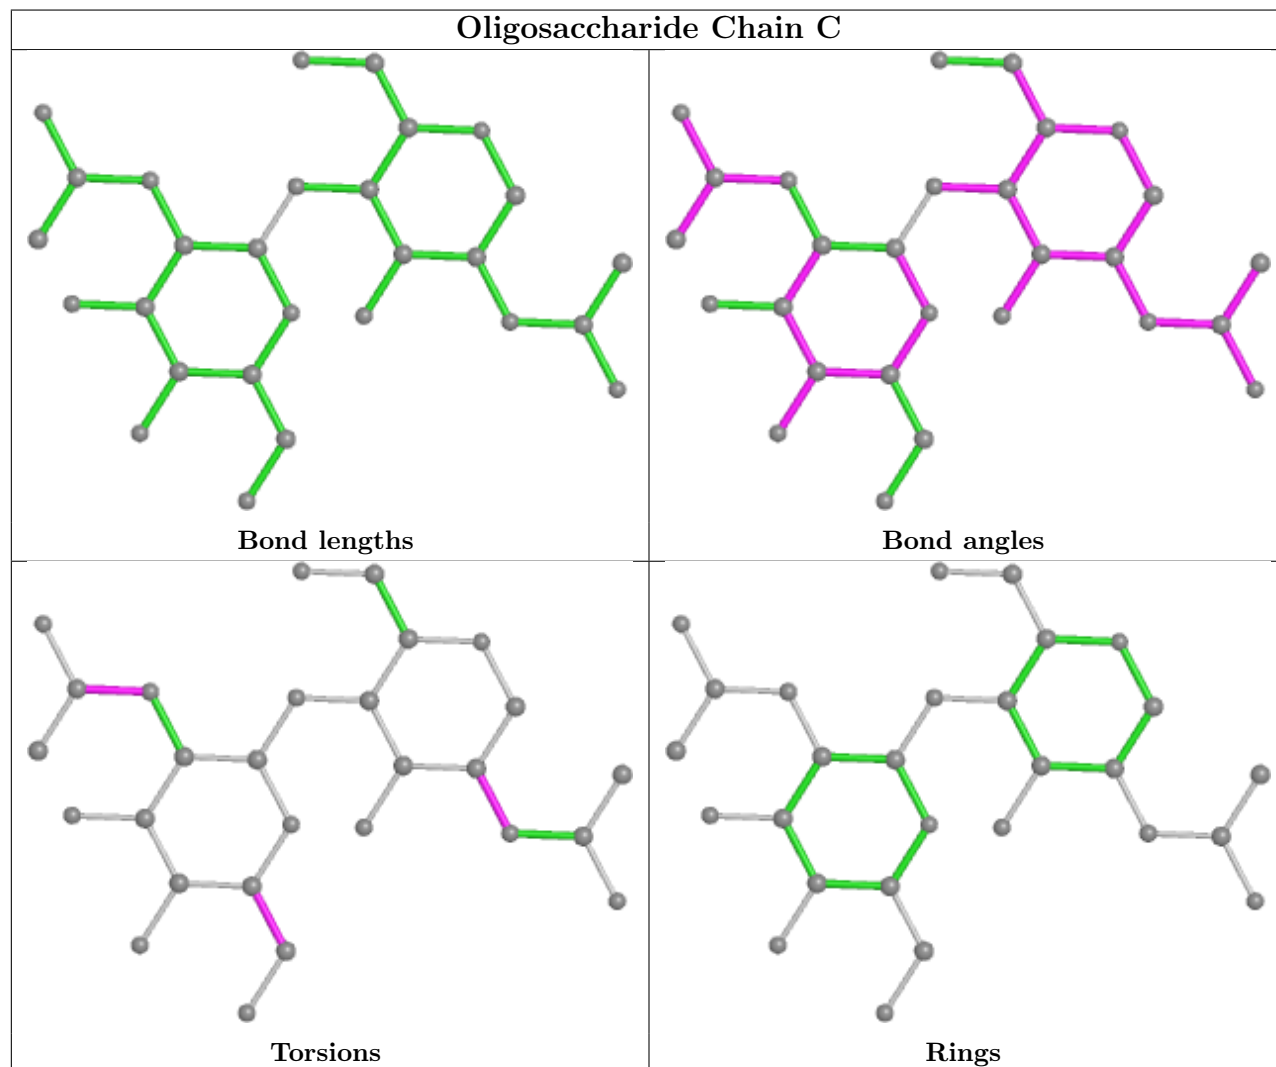 Oligosaccharide Chain C
Bond lengths
Bond angles
Torsions
Rings